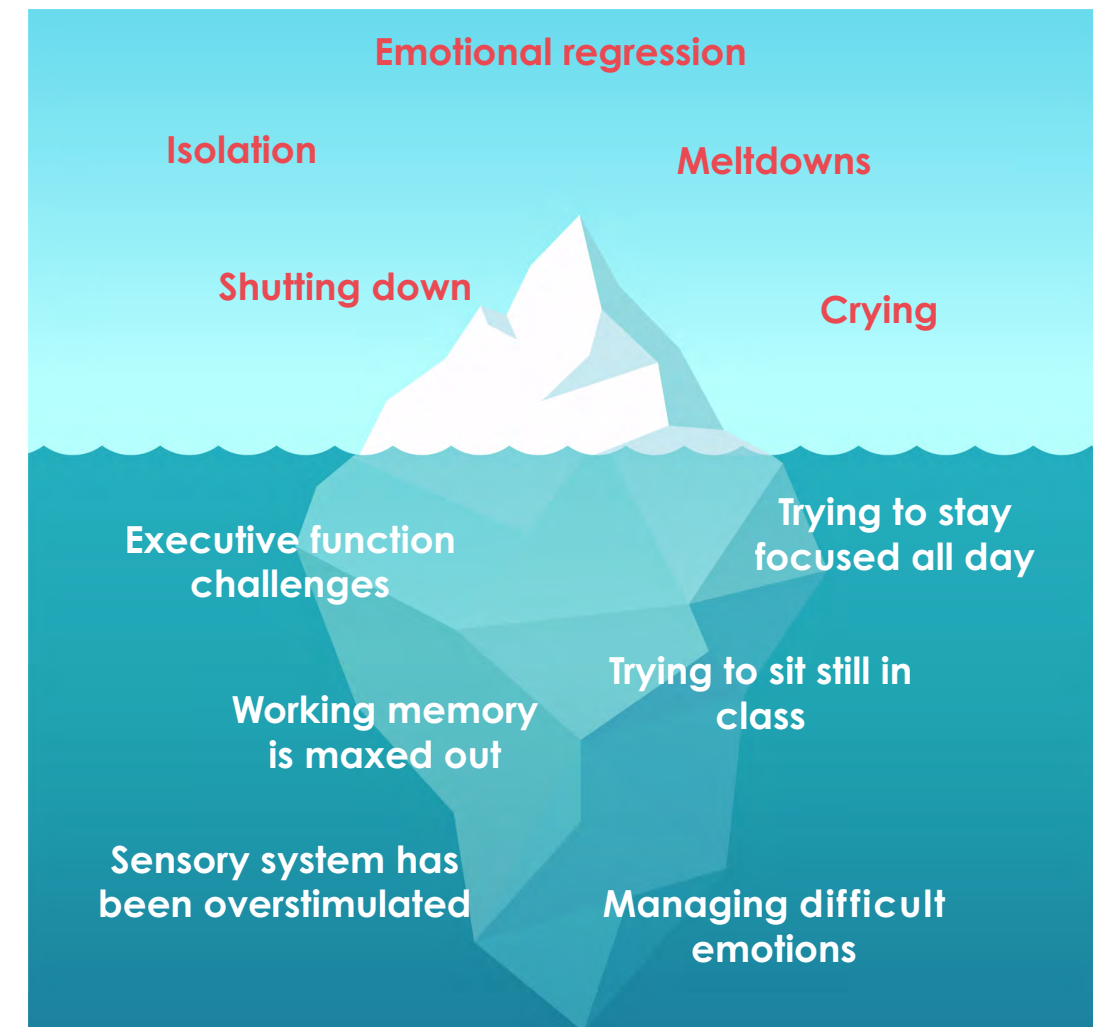 Emotional regression
Isolation
Meltdowns
Shutting down
Crying
Executive function
challenges
Trying to stay
focused all day
Working memory
is maxed out
Trying to sit still in
class
Sensory system has
been overstimulated
Managing difficult
emotions